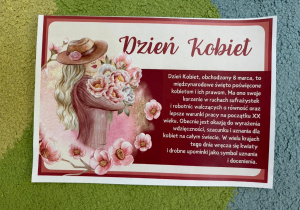 Dzień Kobiet
Dzień Kobiet, obchodzony 8 marca, to
międzynarodowe święto poświęcone
kobietom i ich prawom. Ma ono swoje
korzenie w ruchach sufrażystek
i robotnic walczących o równość oraz
lepsze warunki pracy na początku XX
wieku. Obecnie jest okazją do wyrażenia
wdzięczności, szacunku i uznania dla
kobiet na całym świecie. W wielu krajach
tego dnia wręcza się kwiaty
i drobne upominki jako symbol uznania
i docenienia.